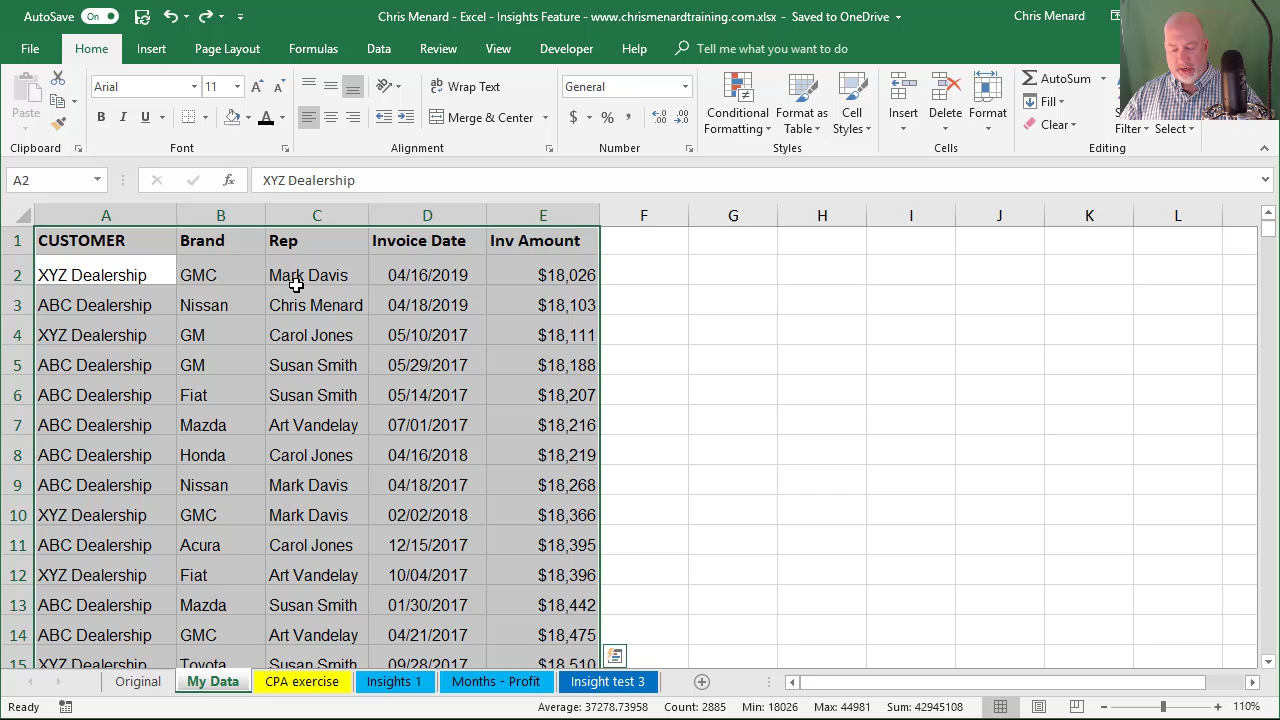 AutoSave On Chris Menard - Excel - Insights Feature - www.chrismenardtraining.com.xlsx - Saved to OneDrive Chris Menard
File Home Insert Page Layout Formulas Data Review View Developer Help Tell me what you want to do
Paste Arial 11 Wrap Text General Conditional Formatting Format as Table Cell Styles Insert Delete Format AutoSum
B I U A Merge & Center $ % , Fill
Clear Filter Select
Clipboard Font Alignment Number Styles Cells Editing
A2 fx XYZ Dealership
A B C D E F G H I J K L
1 CUSTOMER Brand Rep Invoice Date Inv Amount
2 XYZ Dealership GMC Mark Davis 04/16/2019 $18,026
3 ABC Dealership Nissan Chris Menard 04/18/2019 $18,103
4 XYZ Dealership GM Carol Jones 05/10/2017 $18,111
5 ABC Dealership GM Susan Smith 05/29/2017 $18,188
6 ABC Dealership Fiat Susan Smith 05/14/2017 $18,207
7 ABC Dealership Mazda Art Vandelay 07/01/2017 $18,216
8 ABC Dealership Honda Carol Jones 04/16/2018 $18,219
9 ABC Dealership Nissan Mark Davis 04/18/2017 $18,268
10 XYZ Dealership GMC Mark Davis 02/02/2018 $18,366
11 ABC Dealership Acura Carol Jones 12/15/2017 $18,395
12 XYZ Dealership Fiat Art Vandelay 10/04/2017 $18,396
13 ABC Dealership Mazda Susan Smith 01/30/2017 $18,442
14 ABC Dealership GMC Art Vandelay 04/21/2017 $18,475
15 XYZ Dealership Toyota Susan Smith 09/28/2017 $18,510
Original My Data CPA exercise Insights 1 Months - Profit Insight test 3
Ready Average: 37278.73958 Count: 2885 Min: 18026 Max: 44981 Sum: 42945108 110%